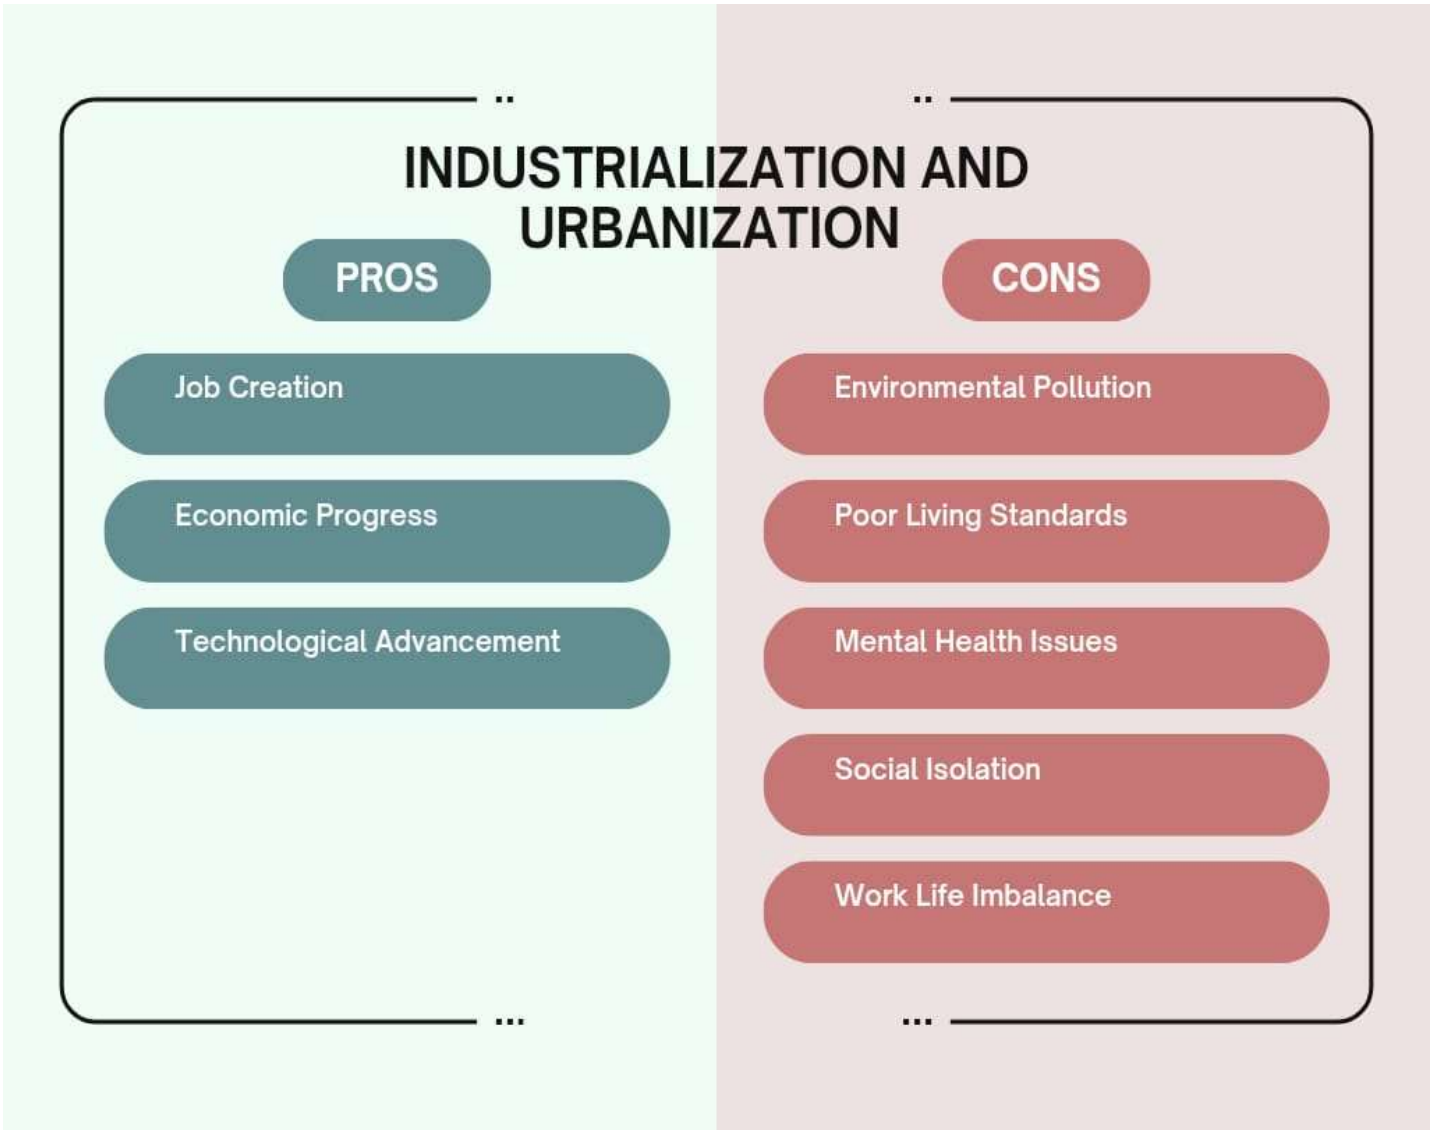 INDUSTRIALIZATION AND
URBANIZATION
PROS
Job Creation
Economic Progress
Technological Advancement
CONS
Environmental Pollution
Poor Living Standards
Mental Health Issues
Social Isolation
Work Life Imbalance